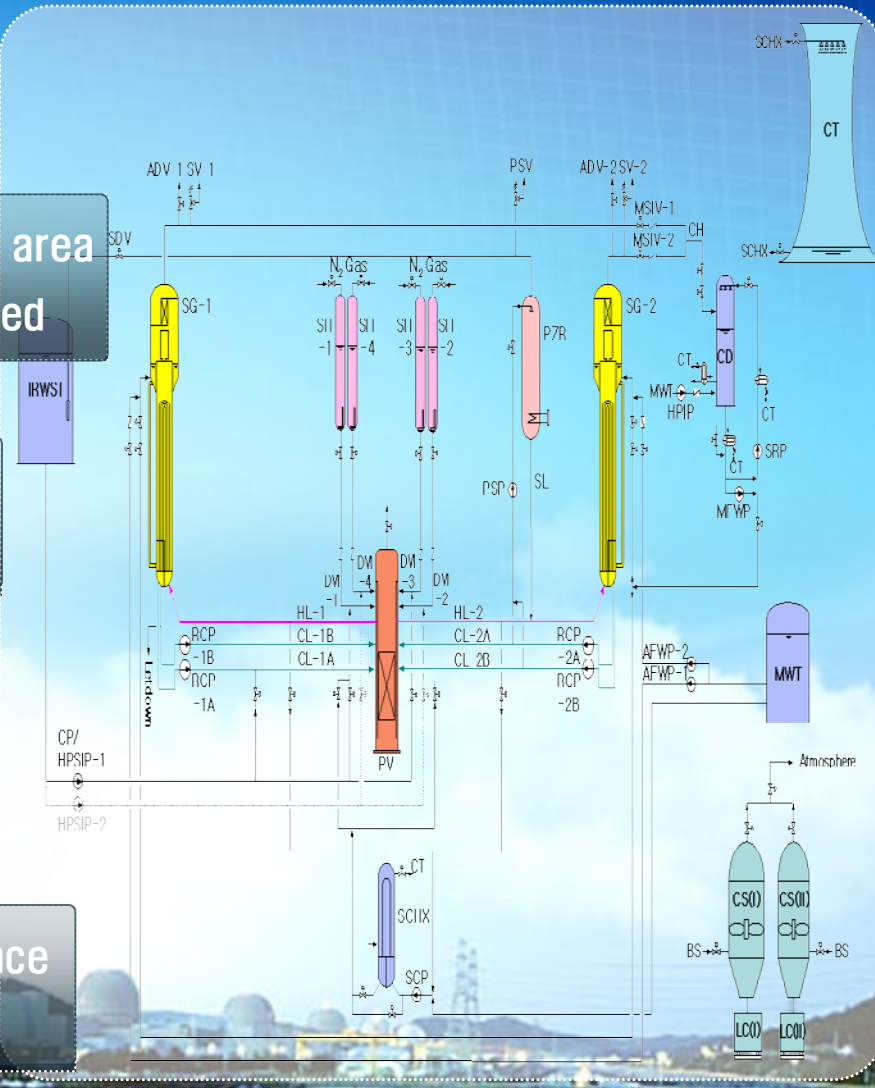 SCHX
CT
SCHX
ADV-1 SV-1
PSV
ADV-2 SV-2
MSIV-1
MSIV-2
CH
area
ed
SDV
N₂ Gas
N₂ Gas
SG-1
SIT
-1
SIT
-4
SIT
-3
SIT
-2
PZR
SG-2
CD
CT
MWT
HPIP
CT
CT
SRP
MFWP
IRWST
PSP
SL
DVI
-4
DVI
-3
DVI
-1
DVI
-2
HL-1
HL-2
CL-1B
CL-2A
CL-1A
CL-2B
RCP
-1B
RCP
-1A
RCP
-2A
RCP
-2B
Letdown
AFWP-2
AFWP-1
MWT
CP/
HPSIP-1
HPSIP-2
PV
Atmosphere
CT
SCHX
SCP
CS(I)
CS(II)
BS
BS
LC(I)
LC(II)
nce